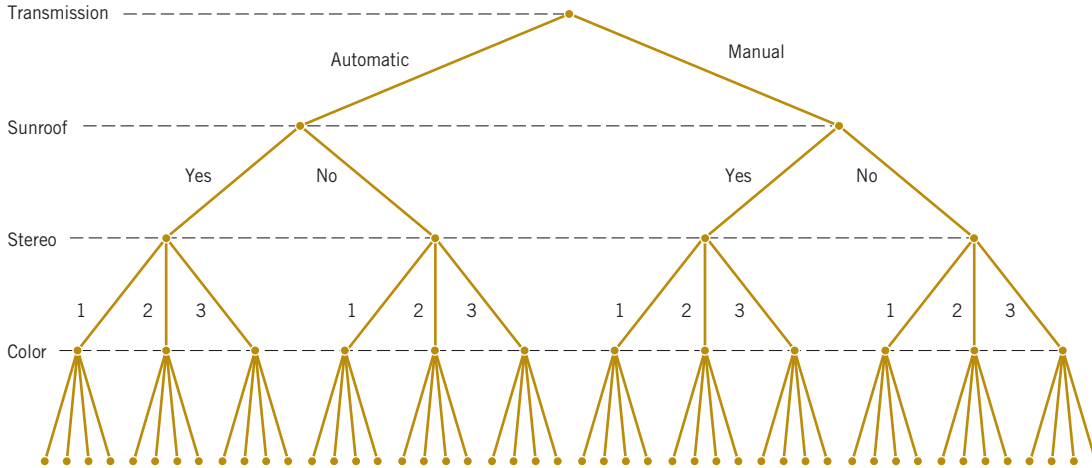 Transmission
Automatic Manual
Sunroof
Yes No Yes No
Stereo
1 2 3 1 2 3 1 2 3 1 2 3
Color